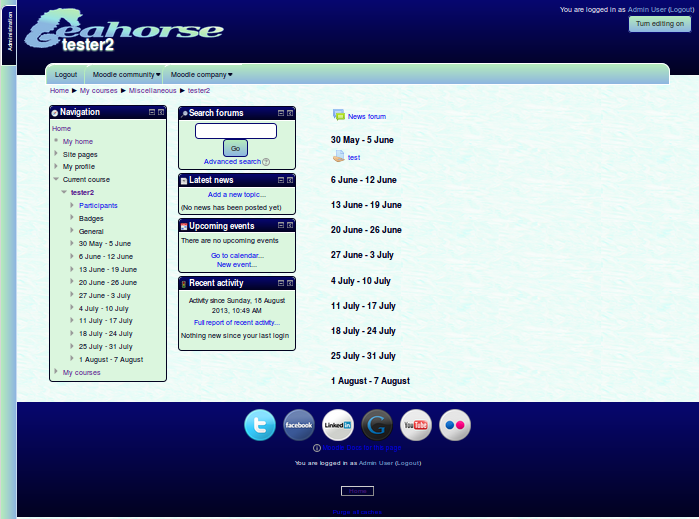 You are logged in as Admin User (Logout)
Turn editing on
Administration
Seahorse
tester2
Logout
Moodle community
Moodle company
Home ► My courses ► Miscellaneous ► tester2
Navigation
Home
My home
Site pages
My profile
Current course
tester2
Participants
Badges
General
30 May - 5 June
6 June - 12 June
13 June - 19 June
20 June - 26 June
27 June - 3 July
4 July - 10 July
11 July - 17 July
18 July - 24 July
25 July - 31 July
1 August - 7 August
My courses
Search forums
Go
Advanced search
Latest news
Add a new topic...
(No news has been posted yet)
Upcoming events
There are no upcoming events
Go to calendar...
New event...
Recent activity
Activity since Sunday, 18 August
2013, 10:49 AM
Full report of recent activity...
Nothing new since your last login
News forum
30 May - 5 June
test
6 June - 12 June
13 June - 19 June
20 June - 26 June
27 June - 3 July
4 July - 10 July
11 July - 17 July
18 July - 24 July
25 July - 31 July
1 August - 7 August
facebook
Linked in
G
You Tube
You are logged in as Admin User (Logout)
Home